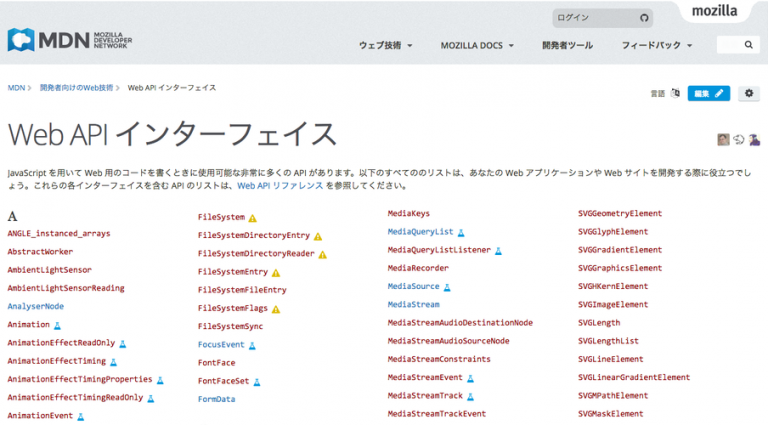 mozilla
ログイン
MDN MOZILLA DEVELOPER NETWORK
ウェブ技術 MOZILLA DOCS 開発者ツール フィードバック
MDN 開発者向けのWeb技術 Web API インターフェイス
言語 編集
Web API インターフェイス
JavaScript を用いて Web 用のコードを書くときに使用可能な非常に多くの API があります。以下のすべてののリストは、あなたの Web アプリケーションや Web サイトを開発する際に役立つでし
ょう。これらの各インターフェイスを含む API のリストは、Web API リファレンス を参照してください。
A
ANGLE_instanced_arrays
AbstractWorker
AmbientLightSensor
AmbientLightSensorReading
AnalyserNode
Animation
AnimationEffectReadOnly
AnimationEffectTiming
AnimationEffectTimingProperties
AnimationEffectTimingReadOnly
AnimationEvent
FileSystem
FileSystemDirectoryEntry
FileSystemDirectoryReader
FileSystemEntry
FileSystemFileEntry
FileSystemFlags
FileSystemSync
FocusEvent
FontFace
FontFaceSet
FormData
MediaKeys
MediaQueryList
MediaQueryListListener
MediaRecorder
MediaSource
MediaStream
MediaStreamAudioDestinationNode
MediaStreamAudioSourceNode
MediaStreamConstraints
MediaStreamEvent
MediaStreamTrack
MediaStreamTrackEvent
SVGGeometryElement
SVGGlyphElement
SVGGradientElement
SVGGraphicsElement
SVGHKernElement
SVGImageElement
SVGLength
SVGLengthList
SVGLineElement
SVGLinearGradientElement
SVGMPathElement
SVGMaskElement